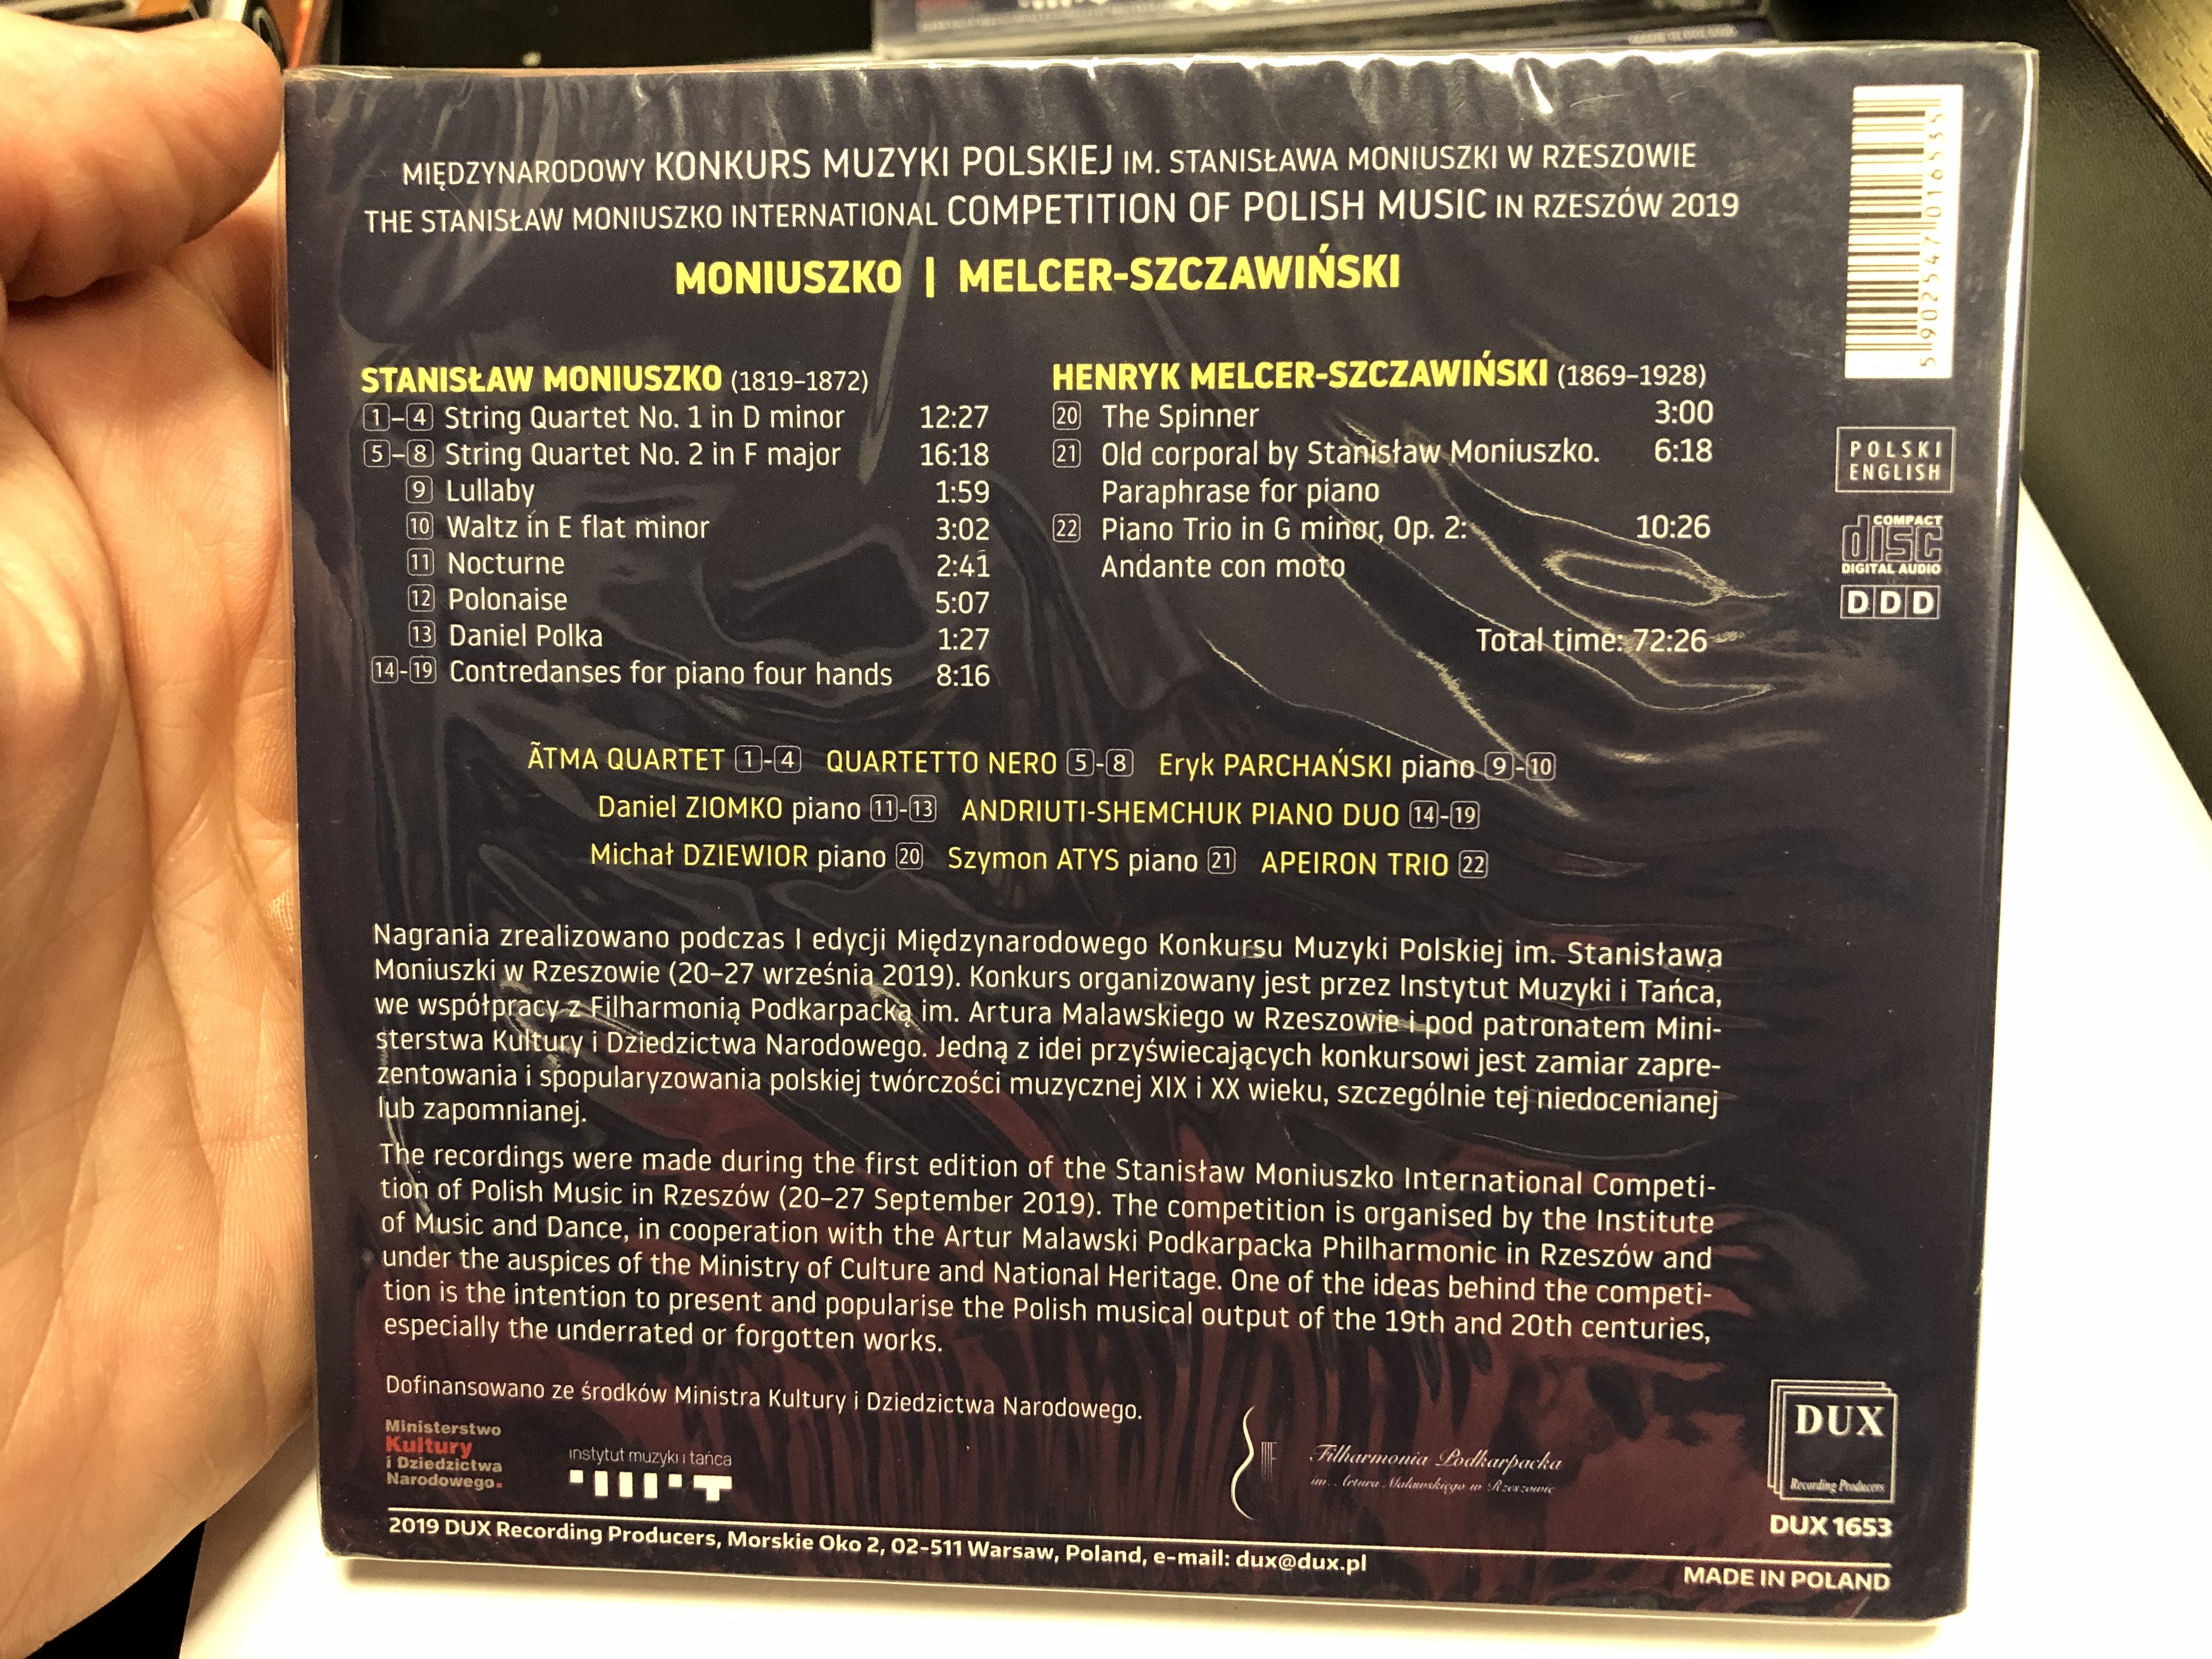 MIĘDZYNARODOWY KONKURS MUZYKI POLSKIEJ IM. STANISŁAWA MONIUSZKI W RZESZOWIE
THE STANISŁAW MONIUSZKO INTERNATIONAL COMPETITION OF POLISH MUSIC IN RZESZÓW 2019
MONIUSZKO | MELCER-SZCZAWIŃSKI
STANISŁAW MONIUSZKO (1819–1872)
1–4 String Quartet No. 1 in D minor 12:27
5–8 String Quartet No. 2 in F major 16:18
9 Lullaby 1:59
10 Waltz in E flat minor 3:02
11 Nocturne 2:41
12 Polonaise 5:07
13 Daniel Polka 1:27
14-19 Contredanses for piano four hands 8:16
HENRYK MELCER-SZCZAWIŃSKI (1869–1928)
20 The Spinner 3:00
21 Old corporal by Stanisław Moniuszko. 6:18
Paraphrase for piano
22 Piano Trio in G minor, Op. 2: 10:26
Andante con moto
Total time: 72:26
ÃTMA QUARTET 1-4 QUARTETTO NERO 5-8 Eryk PARCHAŃSKI piano 9-10
Daniel ZIOMKO piano 11-13 ANDRIUTI-SHEMCHUK PIANO DUO 14-19
Michał DZIEWIOR piano 20 Szymon ATYS piano 21 APEIRON TRIO 22
Nagrania zrealizowano podczas I edycji Międzynarodowego Konkursu Muzyki Polskiej im. Stanisława
Moniuszki w Rzeszowie (20–27 września 2019). Konkurs organizowany jest przez Instytut Muzyki i Tańca,
we współpracy z Filharmonią Podkarpacką im. Artura Malawskiego w Rzeszowie i pod patronatem Mini-
sterstwa Kultury i Dziedzictwa Narodowego. Jedną z idei przyświecających konkursowi jest zamiar zapre-
zentowania i spopularyzowania polskiej twórczości muzycznej XIX i XX wieku, szczególnie tej niedocenianej
lub zapomnianej.
The recordings were made during the first edition of the Stanisław Moniuszko International Competi-
tion of Polish Music in Rzeszów (20–27 September 2019). The competition is organised by the Institute
of Music and Dance, in cooperation with the Artur Malawski Podkarpacka Philharmonic in Rzeszów and
under the auspices of the Ministry of Culture and National Heritage. One of the ideas behind the competi-
tion is the intention to present and popularise the Polish musical output of the 19th and 20th centuries,
especially the underrated or forgotten works.
Dofinansowano ze środków Ministra Kultury i Dziedzictwa Narodowego.
Ministerstwo
Kultury
i Dziedzictwa
Narodowego.
instytut muzyki i tańca
Filharmonia Podkarpacka
im. Artura Malawskiego w Rzeszowie
2019 DUX Recording Producers, Morskie Oko 2, 02-511 Warsaw, Poland, e-mail: dux@dux.pl
5 902547 016535
POLSKI
ENGLISH
COMPACT
disc
DIGITAL AUDIO
DDD
DUX
Recording Producers
DUX 1653
MADE IN POLAND